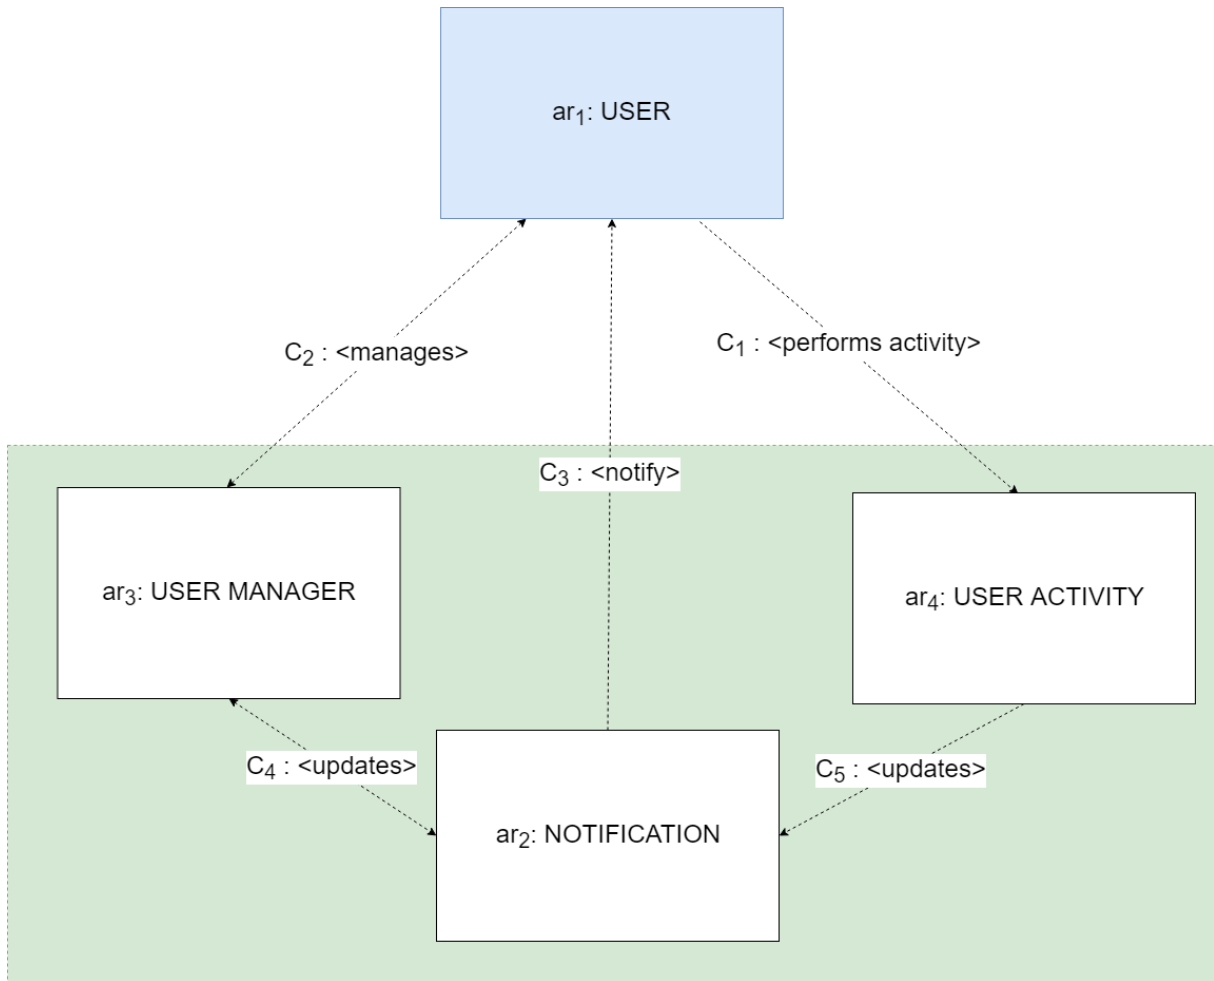 ar1: USER
C2 : <manages>
C1 : <performs activity>
C3 : <notify>
ar3: USER MANAGER
ar4: USER ACTIVITY
C4 : <updates>
C5 : <updates>
ar2: NOTIFICATION